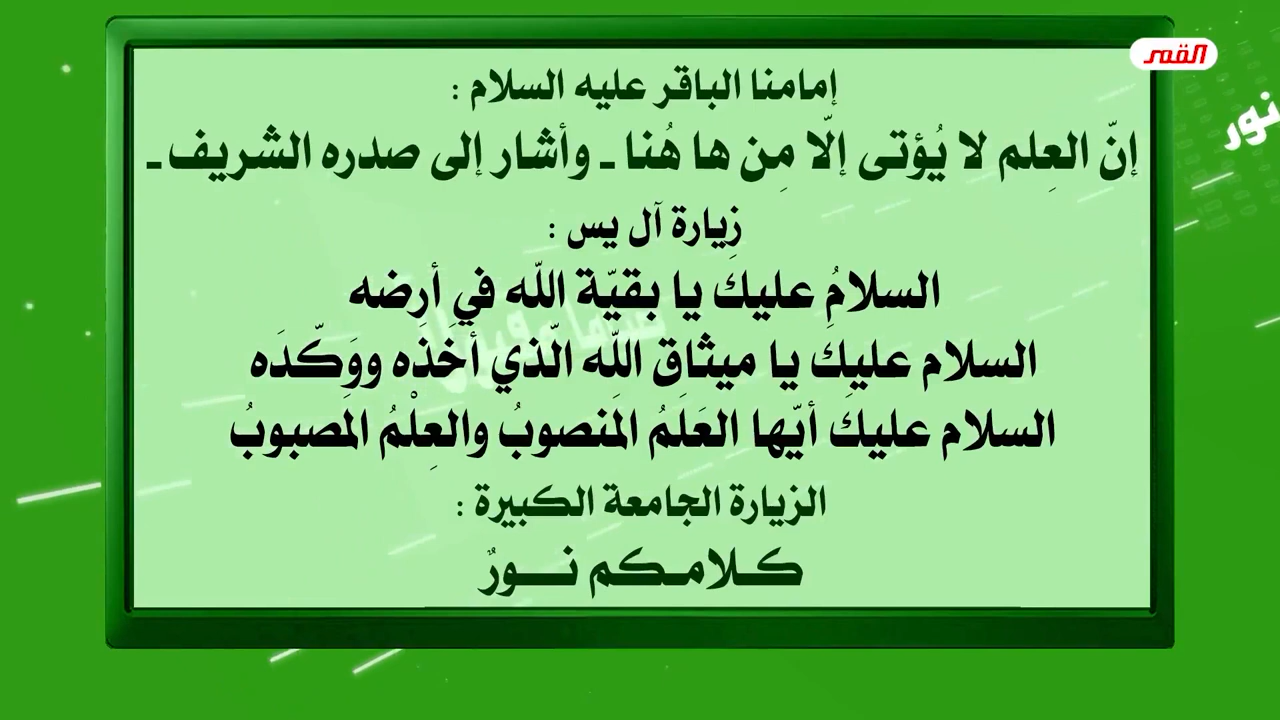 القمر
نور
إمامنا الباقر عليه السلام :
إنّ العِلم لا يُؤتى إلّا مِن ها هُنا ـ وأشار إلى صدره الشريف ـ
زِيارة آل يس :
السلامُ عليكَ يا بقيّة اللّه في أرضه
السلام عليكَ يا ميثاقَ اللّه الّذي أخَذَه ووَكّدَه
السلام عليكَ أيّها العَلَمُ المَنصوبُ والعِلْمُ المَصبوبُ
الزيارة الجامعة الكبيرة :
كـلامـكم نـــورٌ